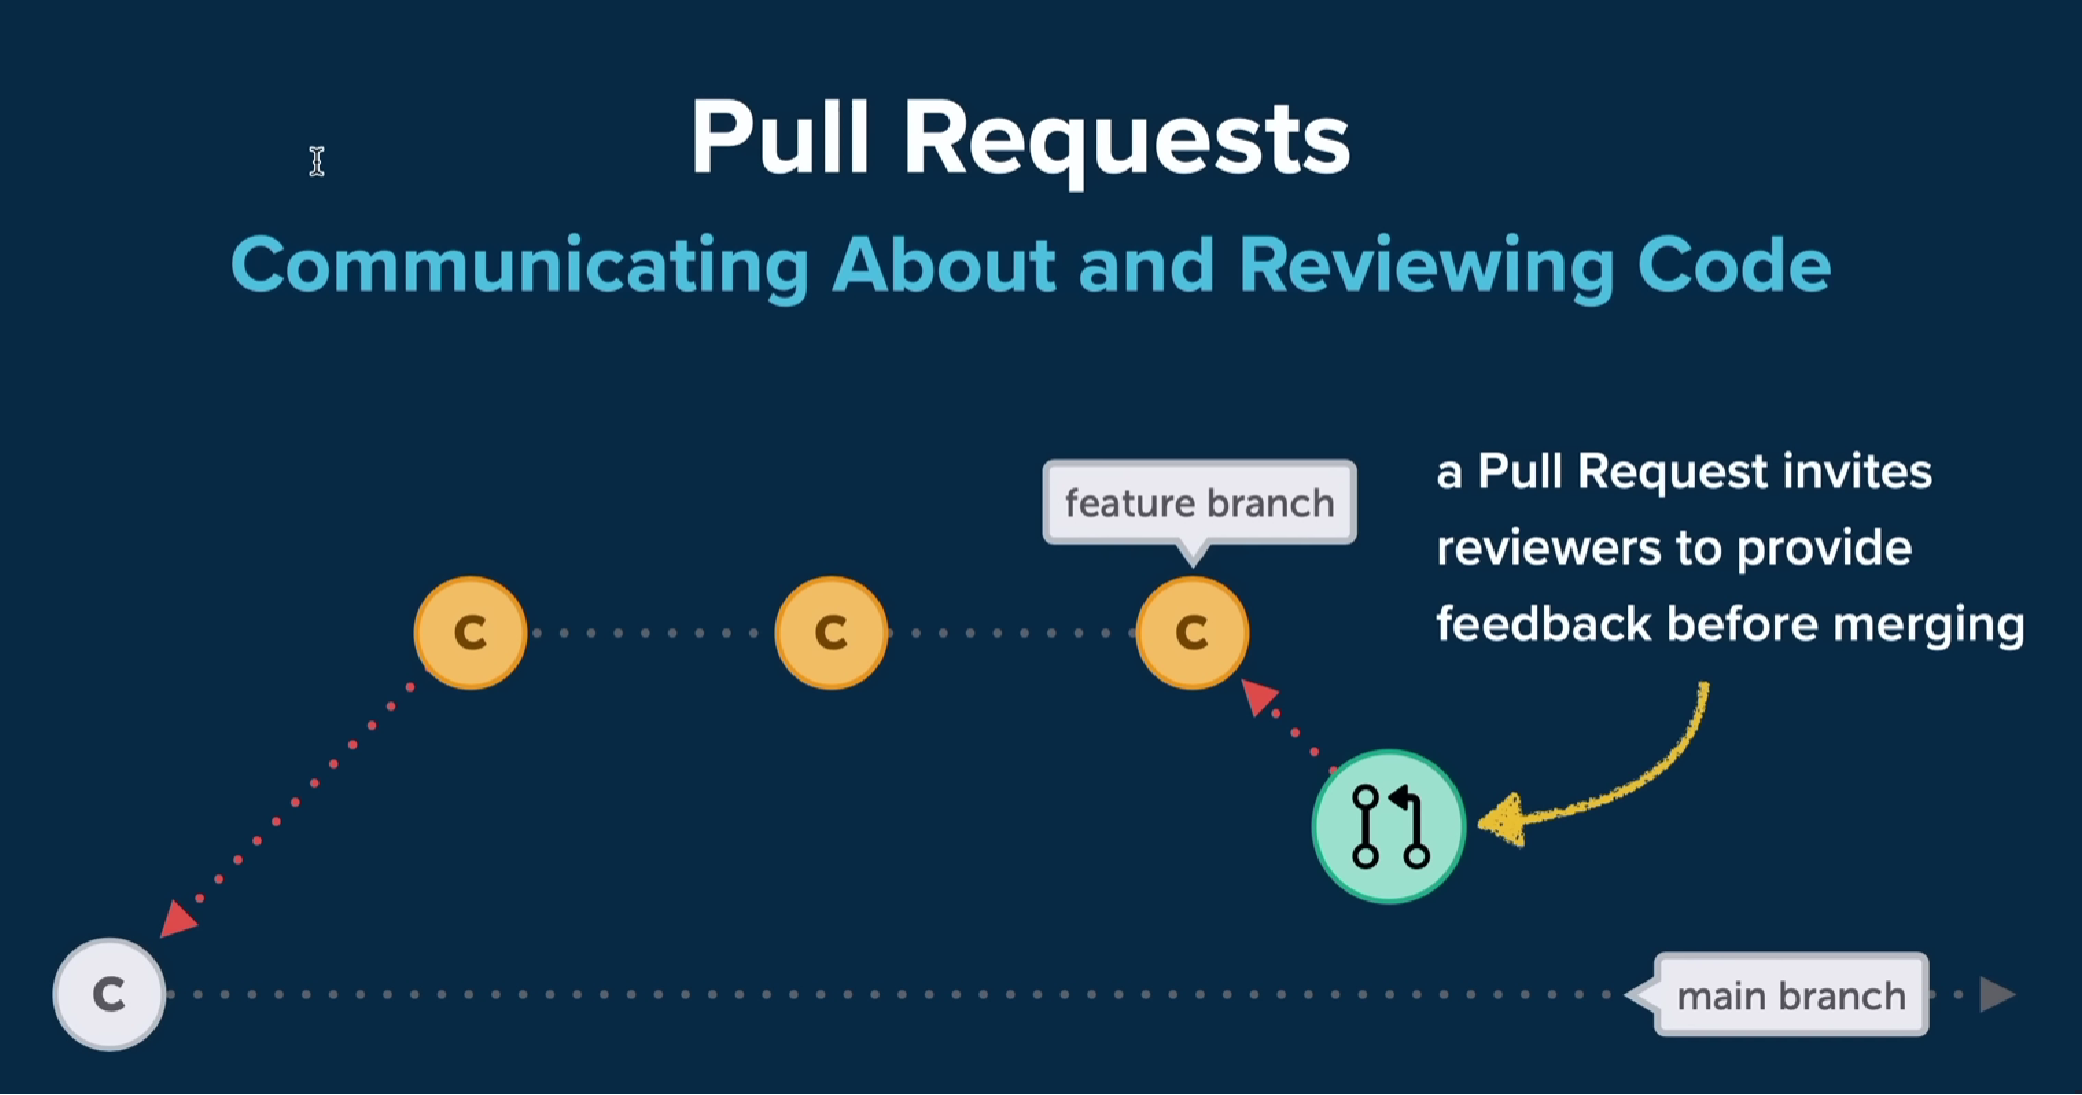 Pull Requests
Communicating About and Reviewing Code
feature branch
a Pull Request invites
reviewers to provide
feedback before merging
C
C
C
C
main branch